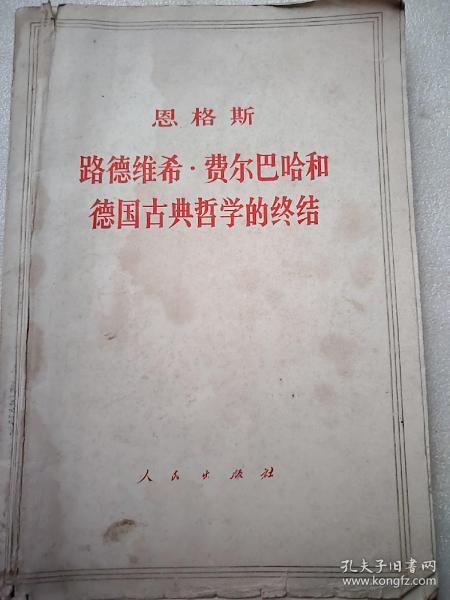 恩格斯
路德维希·费尔巴哈和
德国古典哲学的终结
人民出版社
孔夫子旧书网
www.kongfz.com